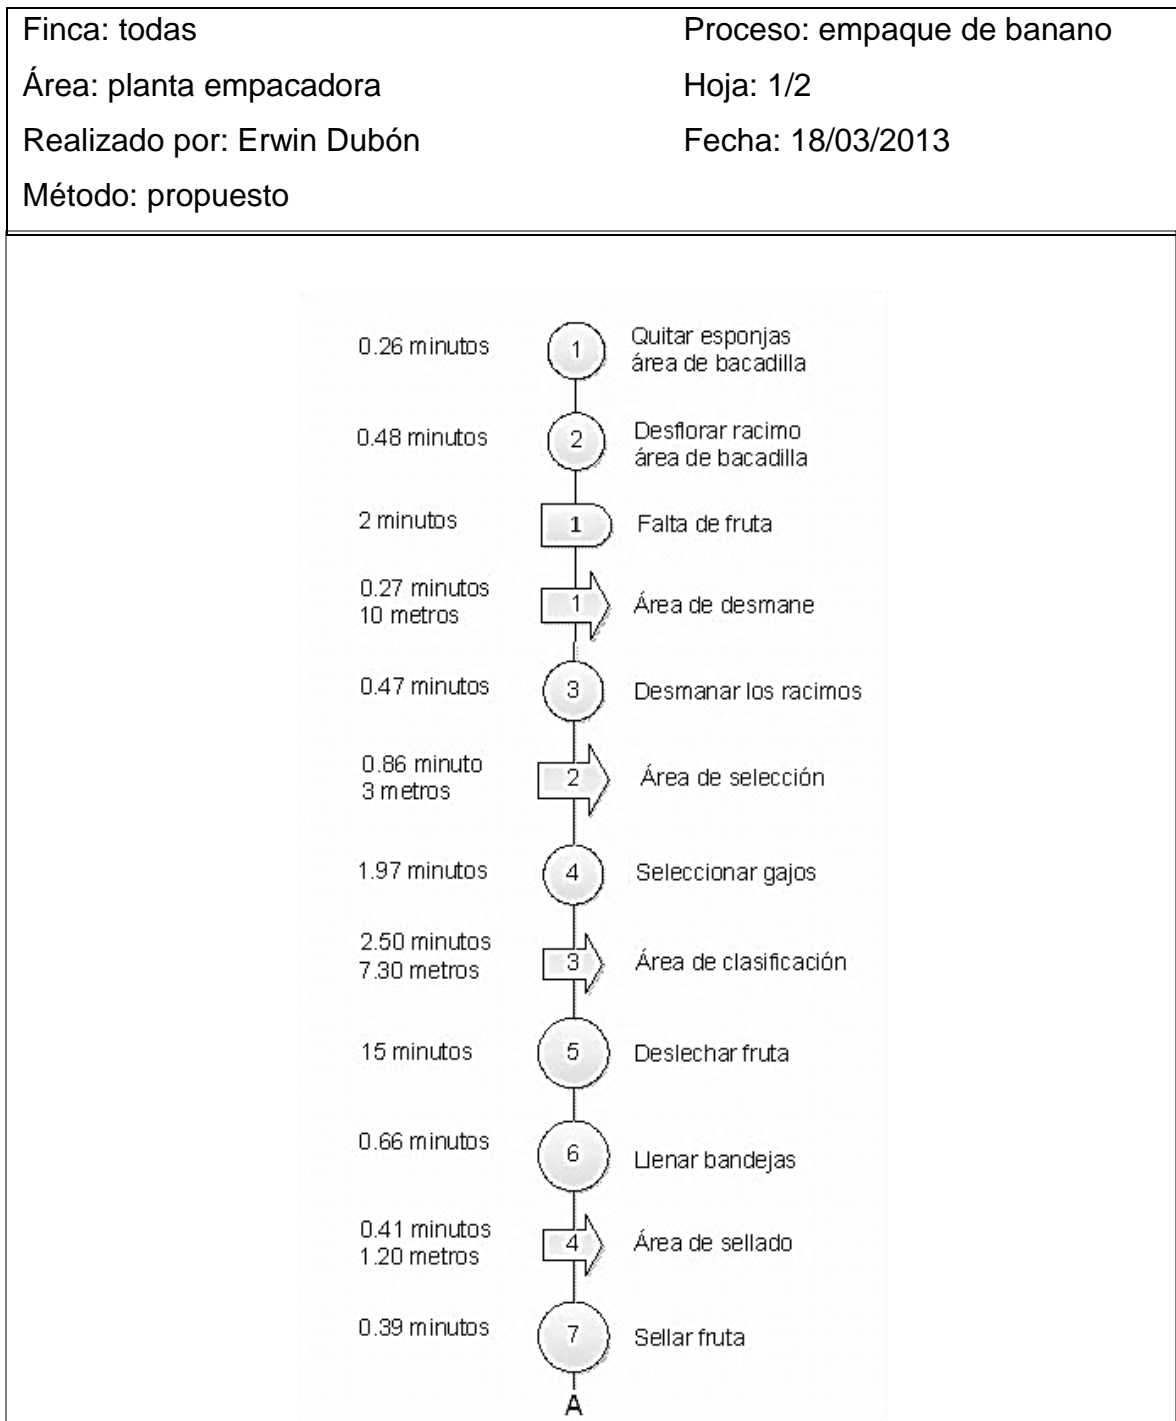 Finca: todas
Proceso: empaque de banano
Área: planta empacadora
Hoja: 1/2
Realizado por: Erwin Dubón
Fecha: 18/03/2013
Método: propuesto
0.26 minutos
1
Quitar esponjas
área de bacadilla
0.48 minutos
2
Desflorar racimo
área de bacadilla
2 minutos
1
Falta de fruta
0.27 minutos
10 metros
1
Área de desmane
0.47 minutos
3
Desmanar los racimos
0.86 minuto
3 metros
2
Área de selección
1.97 minutos
4
Seleccionar gajos
2.50 minutos
7.30 metros
3
Área de clasificación
15 minutos
5
Deslechar fruta
0.66 minutos
6
Llenar bandejas
0.41 minutos
1.20 metros
4
Área de sellado
0.39 minutos
7
Sellar fruta
A